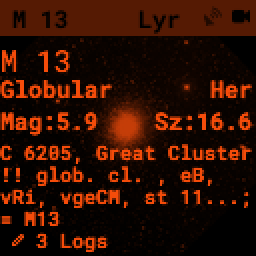 M 13 Lyr
M 13
Globular Her
Mag:5.9 Sz:16.6
C 6205, Great Cluster
!! glob. cl. , eB,
vRi, vgeCM, st 11...;
= M13
3 Logs